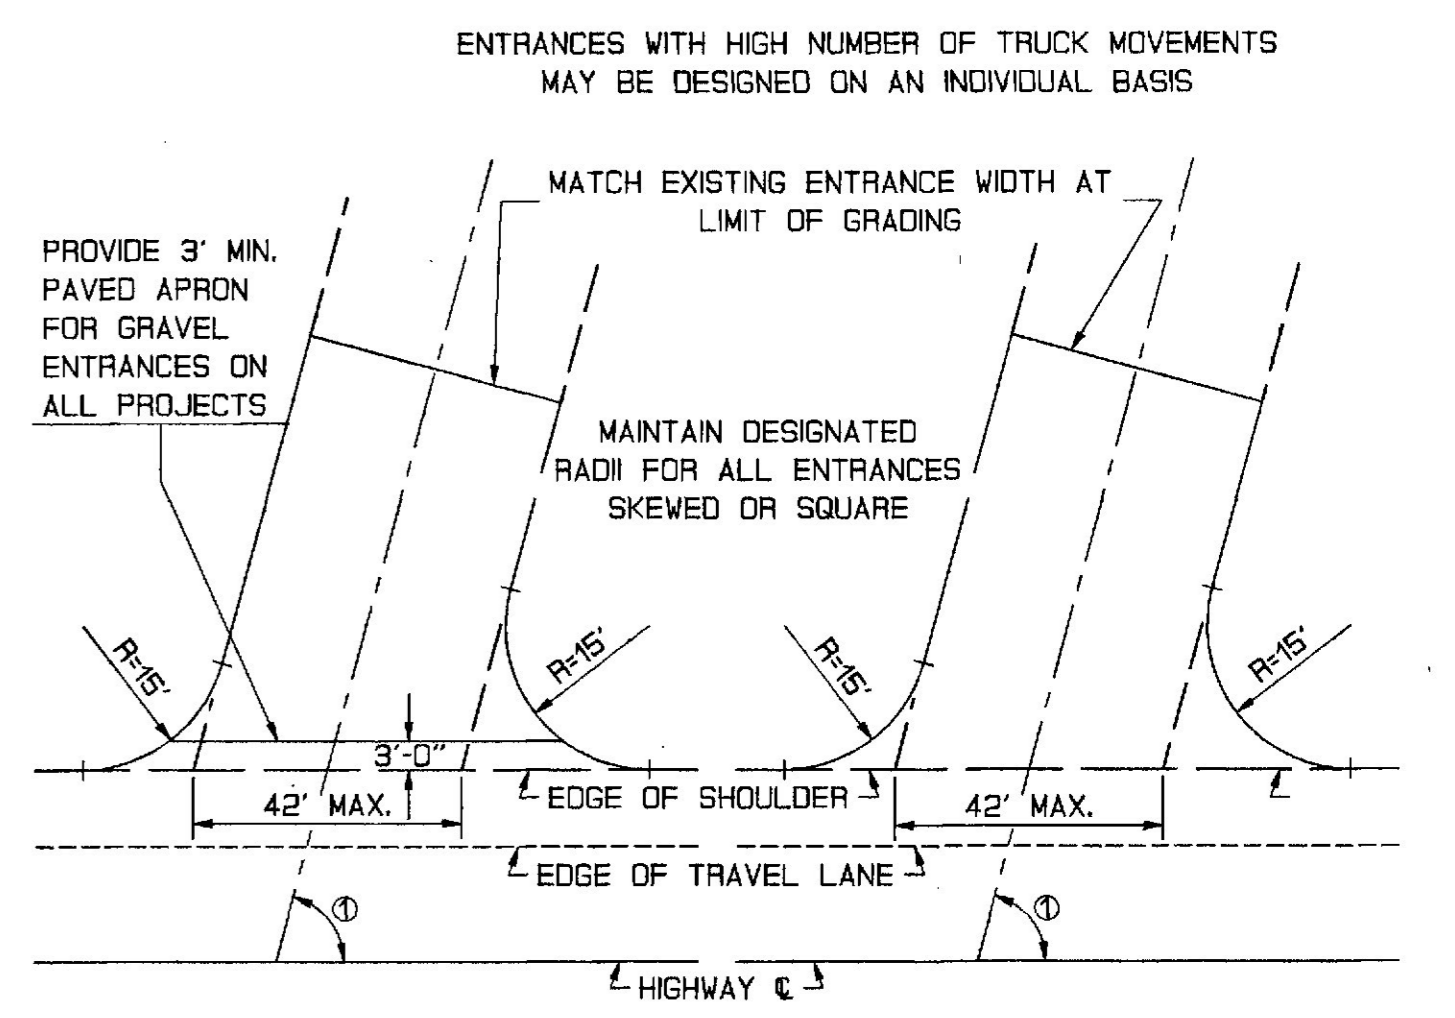 ENTRANCES WITH HIGH NUMBER OF TRUCK MOVEMENTS
MAY BE DESIGNED ON AN INDIVIDUAL BASIS
MATCH EXISTING ENTRANCE WIDTH AT
LIMIT OF GRADING
PROVIDE 3' MIN.
PAVED APRON
FOR GRAVEL
ENTRANCES ON
ALL PROJECTS
MAINTAIN DESIGNATED
RADII FOR ALL ENTRANCES
SKEWED OR SQUARE
R=15'
R=15'
R=15'
R=15'
3'-0"
42' MAX.
EDGE OF SHOULDER
42' MAX.
EDGE OF TRAVEL LANE
①
①
HIGHWAY ℄